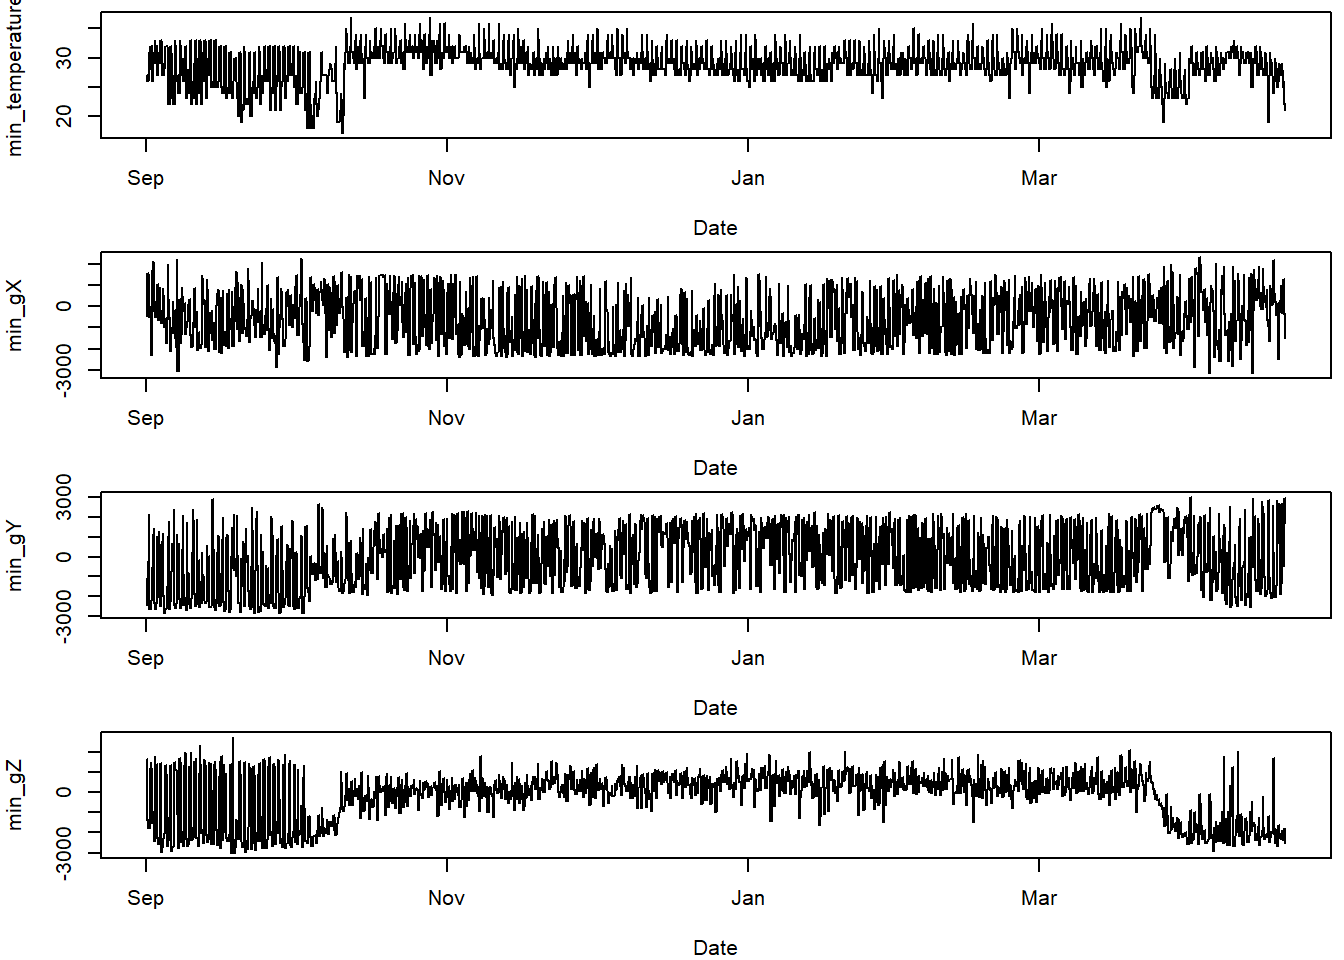 min_temperature
30
20
Sep Nov Jan Mar
Date
min_gX
0
-3000
Sep Nov Jan Mar
Date
min_gY
3000
0
-3000
Sep Nov Jan Mar
Date
min_gZ
0
-3000
Sep Nov Jan Mar
Date